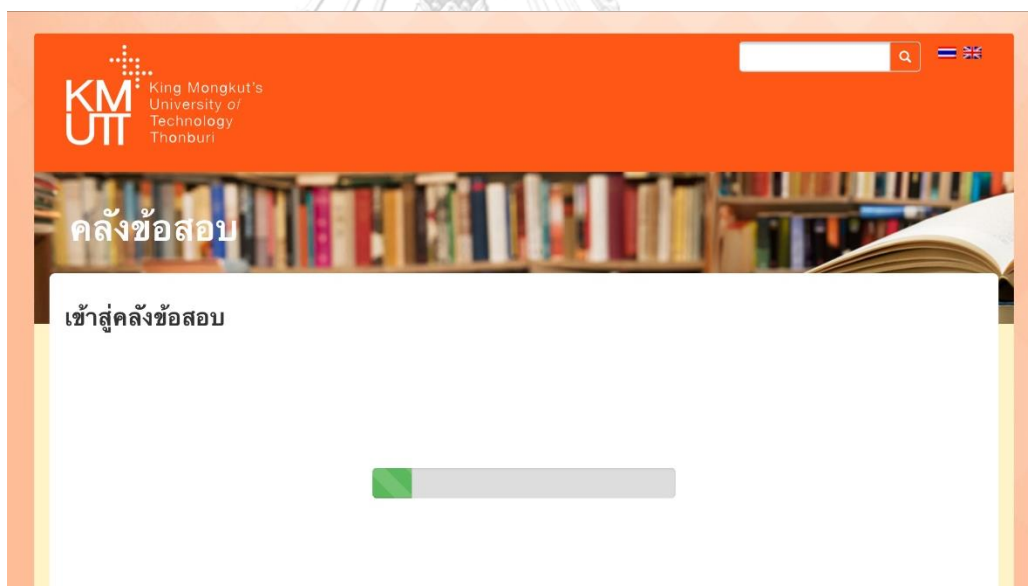 KM
UTT
King Mongkut's
University of
Technology
Thonburi
คลังข้อสอบ
เข้าสู่คลังข้อสอบ